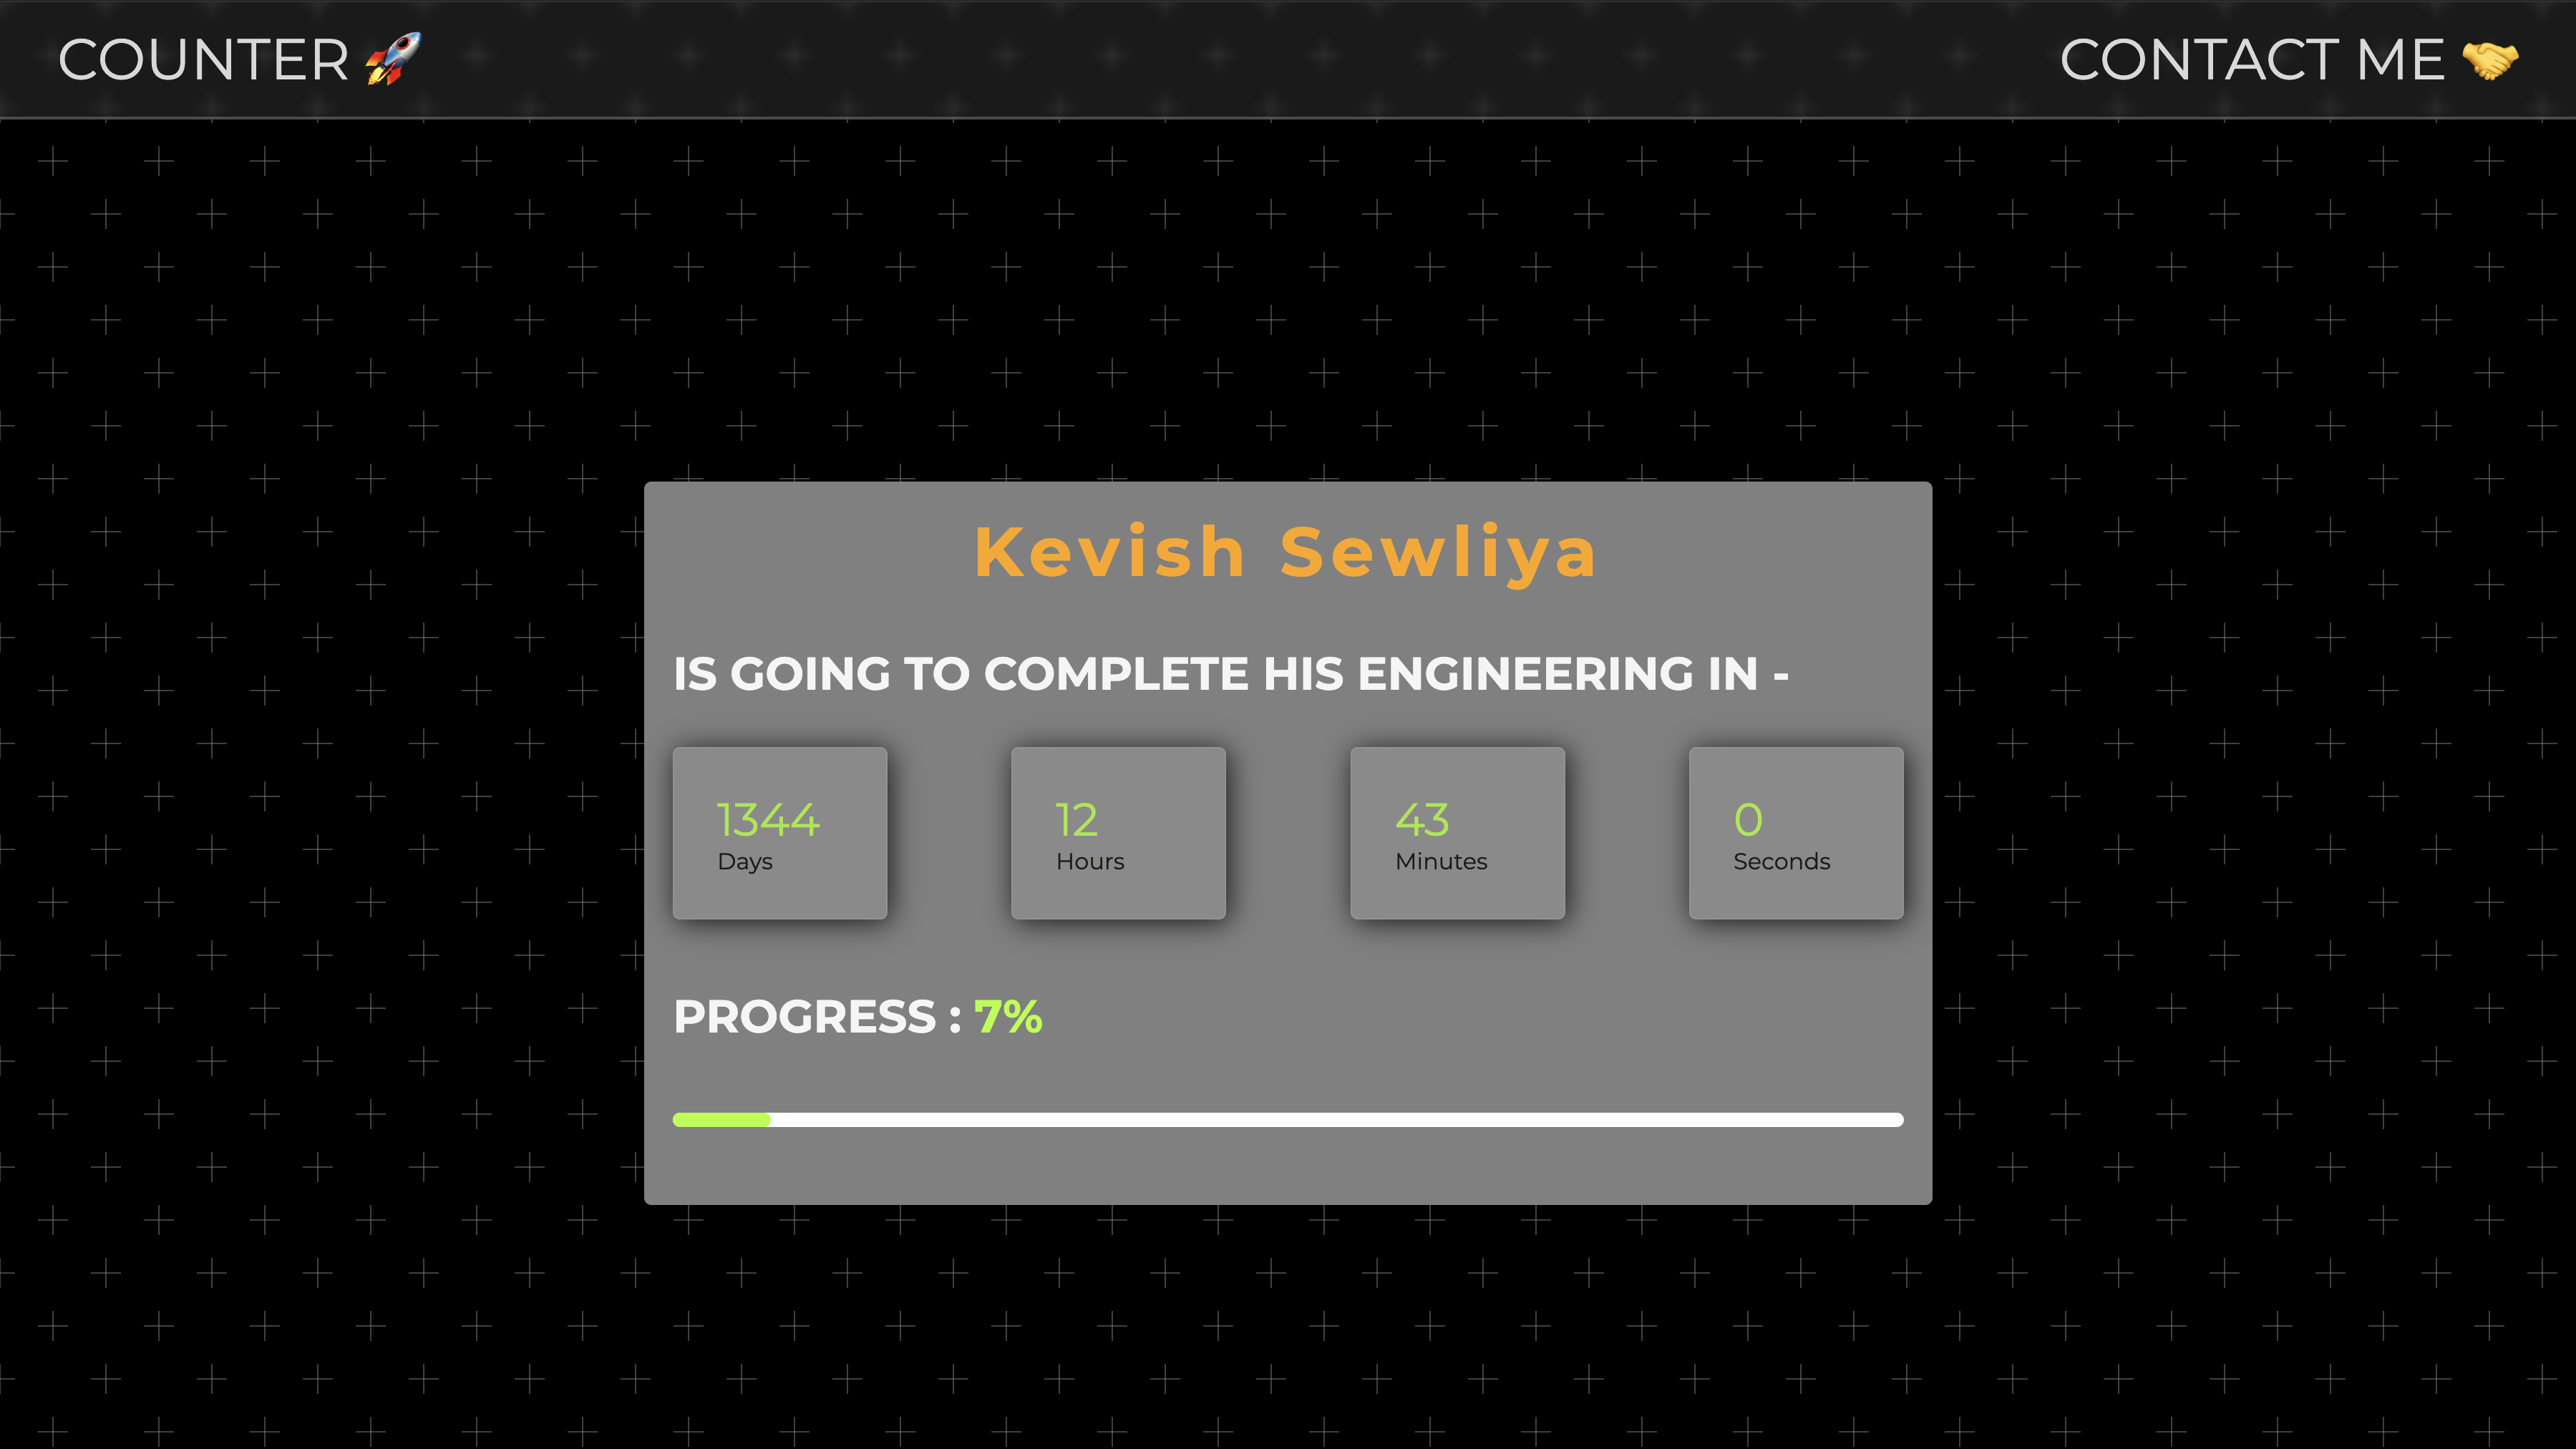 COUNTER 🚀
CONTACT ME 🤝
Kevish Sewliya
IS GOING TO COMPLETE HIS ENGINEERING IN -
1344
Days
12
Hours
43
Minutes
0
Seconds
PROGRESS : 7%